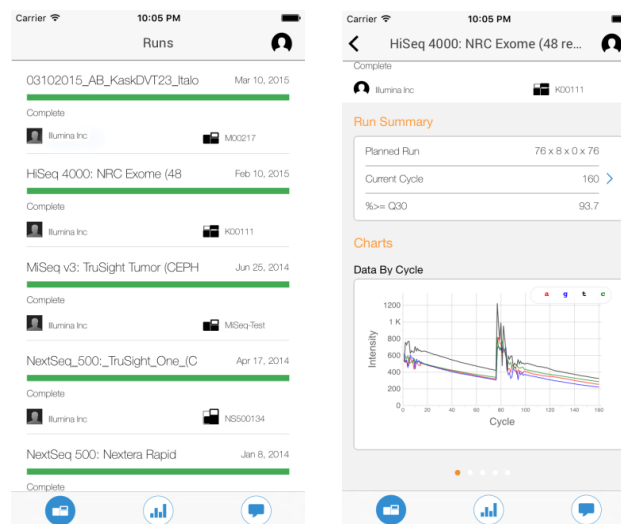 Carrier 10:05 PM
Runs
03102015_AB_KaskDVT23_Italo Mar 10, 2015
Complete
Illumina Inc M00217
HiSeq 4000: NRC Exome (48 Feb 10, 2015
Complete
Illumina Inc K00111
MiSeq v3: TruSight Tumor (CEPH Jun 25, 2014
Complete
Illumina Inc MiSeq-Test
NextSeq_500:_TruSight_One_(C Apr 17, 2014
Complete
Illumina Inc NS500134
NextSeq 500: Nextera Rapid Jan 8, 2014
Complete
Carrier 10:05 PM
HiSeq 4000: NRC Exome (48 re...
Complete
Illumina Inc K00111
Run Summary
Planned Run 76 x 8 x 0 x 76
Current Cycle 160
%>= Q30 93.7
Charts
Data By Cycle
a g t c
1200
1 K
800
600
400
200
0
Intensity
0 20 40 60 80 100 120 140 160
Cycle